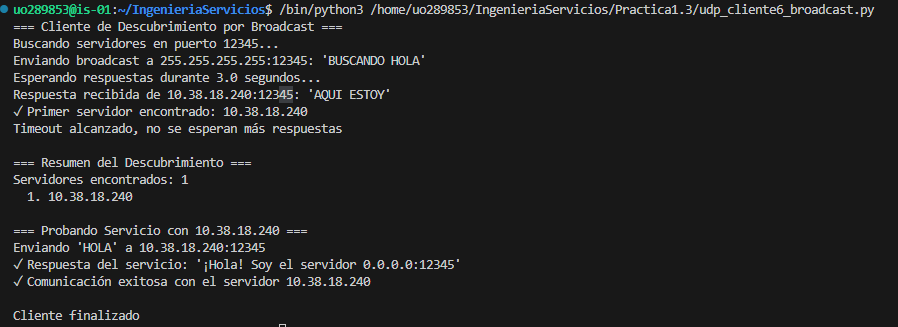 uo289853@is-01:~/IngenieriaServicios$ /bin/python3 /home/uo289853/IngenieriaServicios/Practica1.3/udp_cliente6_broadcast.py
=== Cliente de Descubrimiento por Broadcast ===
Buscando servidores en puerto 12345...
Enviando broadcast a 255.255.255.255:12345: 'BUSCANDO HOLA'
Esperando respuestas durante 3.0 segundos...
Respuesta recibida de 10.38.18.240:12345: 'AQUI ESTOY'
✓ Primer servidor encontrado: 10.38.18.240
Timeout alcanzado, no se esperan más respuestas
=== Resumen del Descubrimiento ===
Servidores encontrados: 1
1. 10.38.18.240
=== Probando Servicio con 10.38.18.240 ===
Enviando 'HOLA' a 10.38.18.240:12345
✓ Respuesta del servicio: '¡Hola! Soy el servidor 0.0.0.0:12345'
✓ Comunicación exitosa con el servidor 10.38.18.240
Cliente finalizado